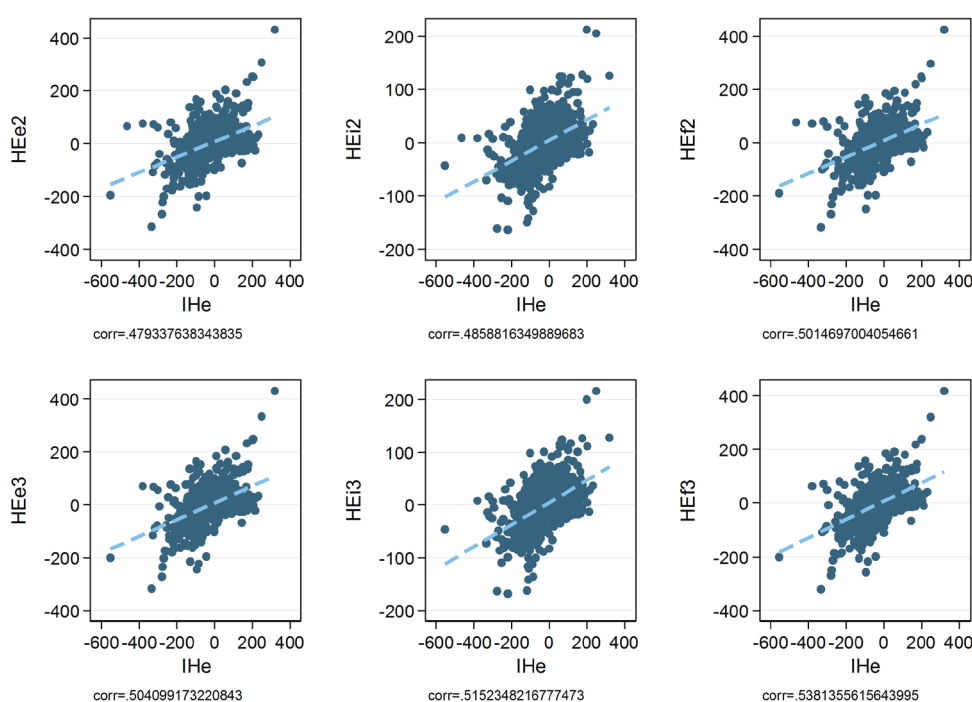 HEe2
400
200
0
-200
-400
-600 -400 -200 0 200 400
IHe
corr=.479337638343835
HEi2
200
100
0
-100
-200
-600 -400 -200 0 200 400
IHe
corr=.4858816349889683
HEf2
400
200
0
-200
-400
-600 -400 -200 0 200 400
IHe
corr=.5014697004054661
HEe3
400
200
0
-200
-400
-600 -400 -200 0 200 400
IHe
corr=.504099173220843
HEi3
200
100
0
-100
-200
-600 -400 -200 0 200 400
IHe
corr=.5152348216777473
HEf3
400
200
0
-200
-400
-600 -400 -200 0 200 400
IHe
corr=.5381355615643995